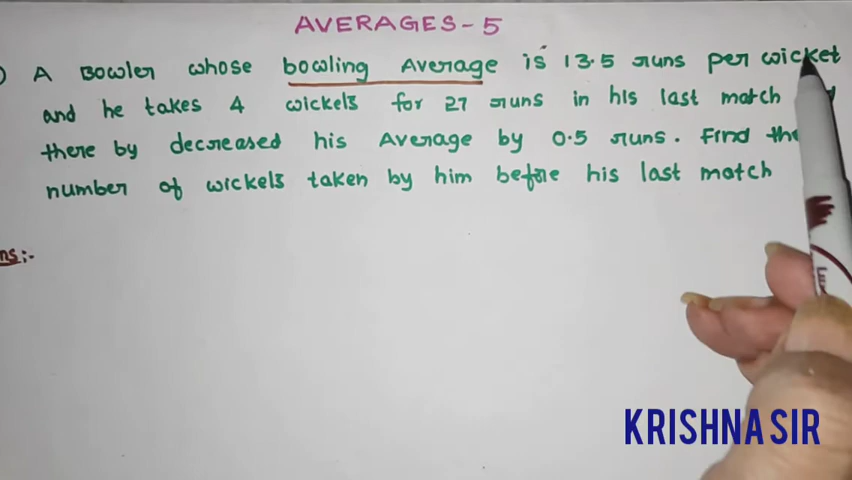 AVERAGES-5
A Bowler whose bowling Average is 13.5 runs per wicket
and he takes 4 wickets for 27 runs in his last match
there by decreased his Average by 0.5 runs. Find the
number of wickets taken by him before his last match
ns:-
KRISHNA SIR